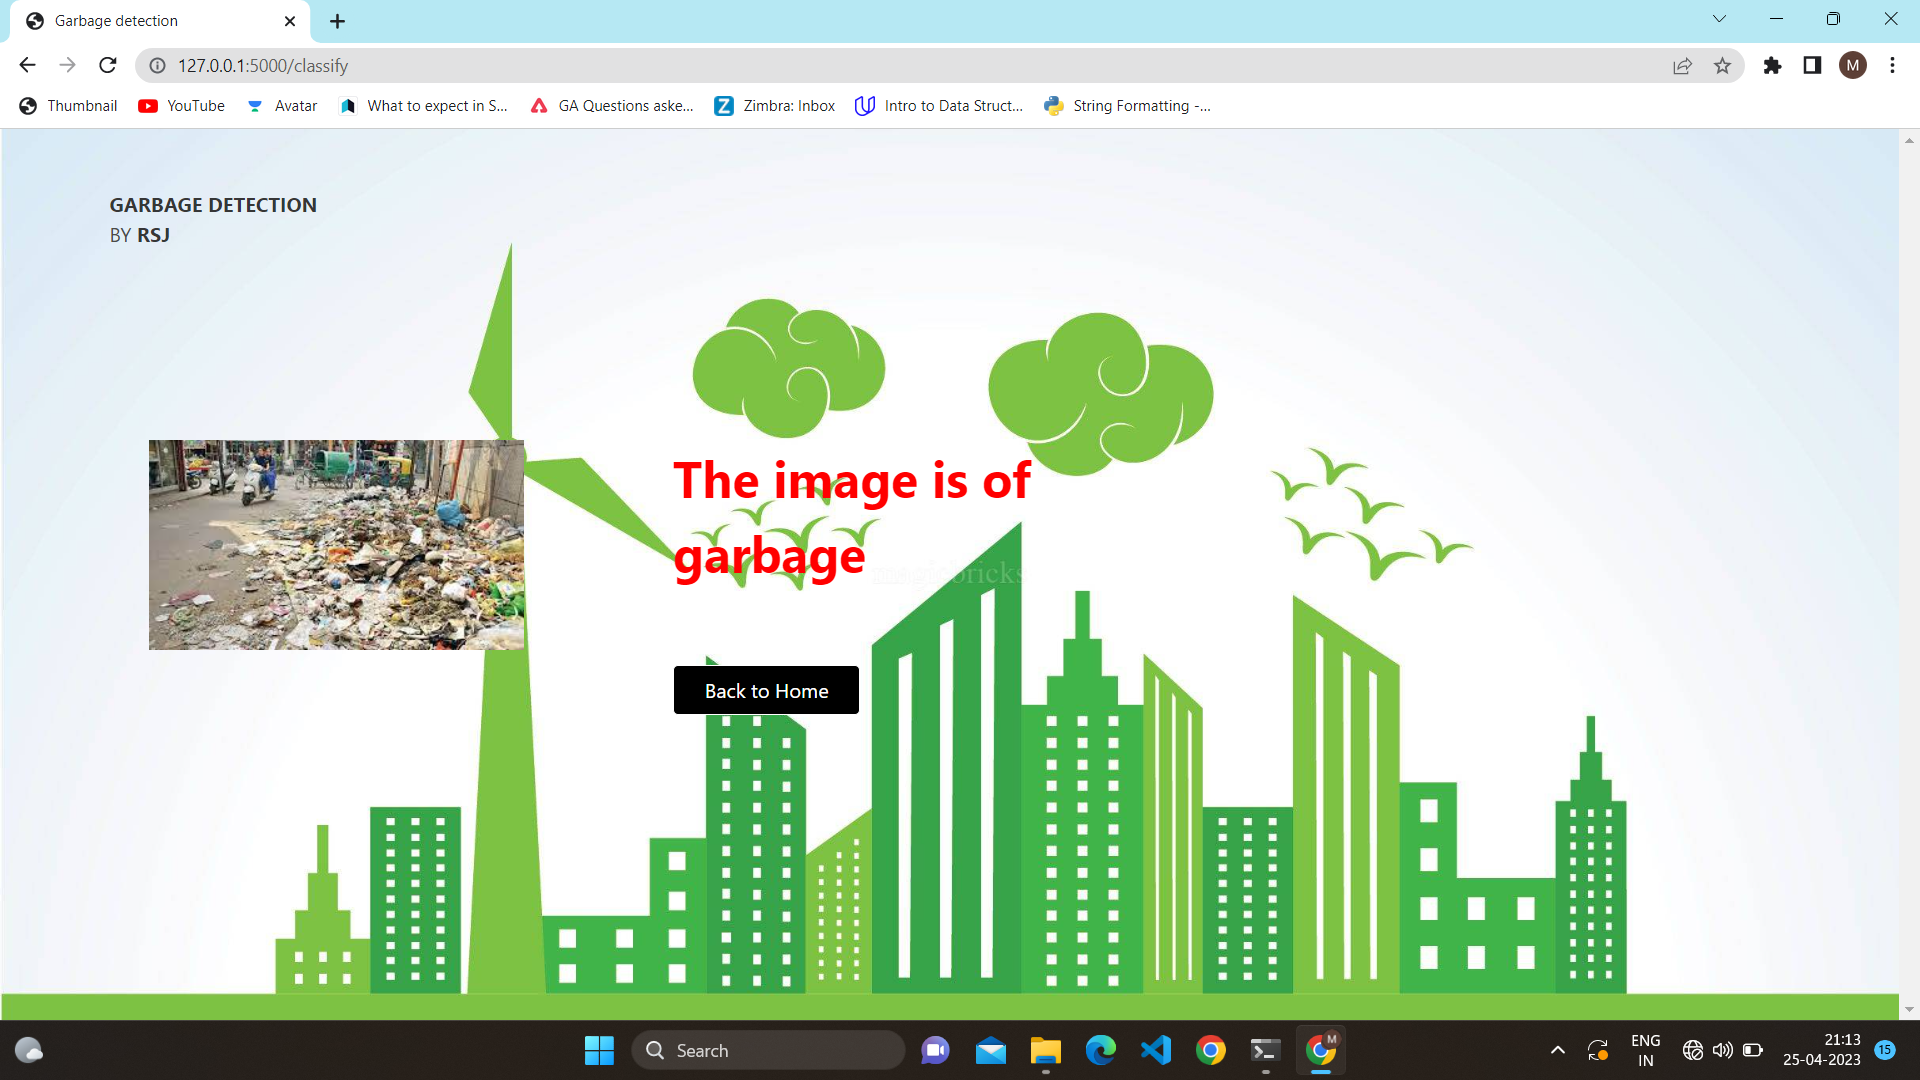 Garbage detection
127.0.0.1:5000/classify
M
Thumbnail
YouTube
Avatar
What to expect in S...
GA Questions aske...
Zimbra: Inbox
Intro to Data Struct...
String Formatting -...
GARBAGE DETECTION
BY RSJ
The image is of
garbage
magicbricks
Back to Home
Search
M
ENG
IN
21:13
25-04-2023
15